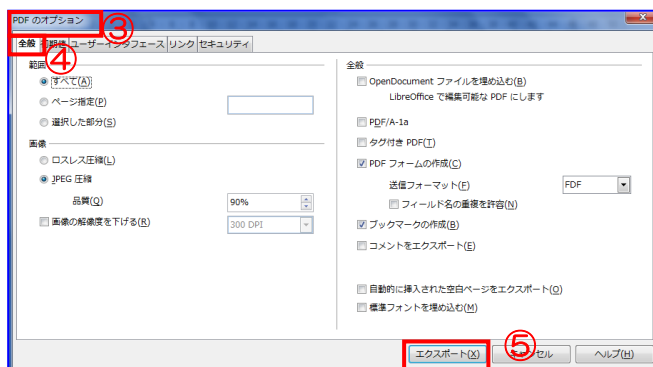 PDF のオプション ③
全般 初期値 ユーザーインタフェース リンク セキュリティ
④
範囲
すべて(A)
ページ指定(P)
選択した部分(S)
画像
ロスレス圧縮(L)
JPEG 圧縮
品質(Q) 90%
画像の解像度を下げる(R) 300 DPI
全般
OpenDocument ファイルを埋め込む(B)
LibreOffice で編集可能な PDF にします
PDF/A-1a
タグ付き PDF(T)
PDF フォームの作成(C)
送信フォーマット(F) FDF
フィールド名の重複を許容(N)
ブックマークの作成(B)
コメントをエクスポート(E)
自動的に挿入された空白ページをエクスポート(O)
標準フォントを埋め込む(M)
⑤
エクスポート(X) キャンセル ヘルプ(H)